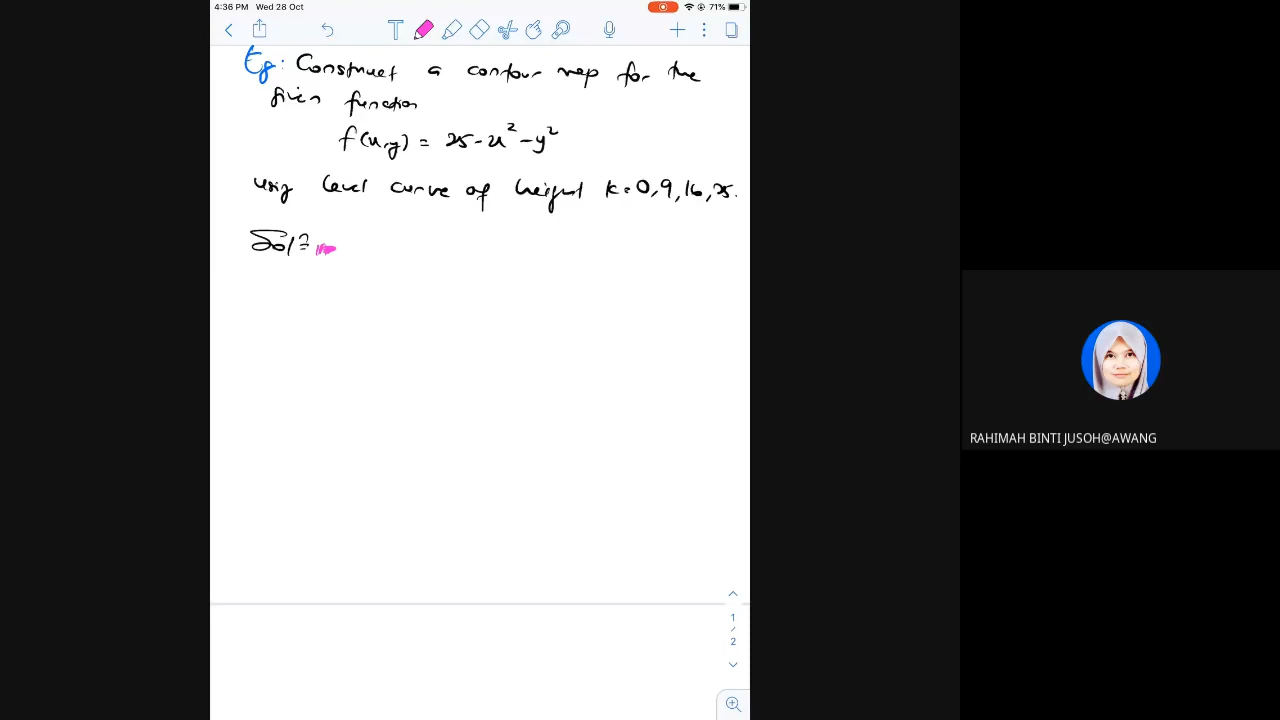 4:36 PM Wed 28 Oct
71%
T
Eg: Construct a contour map for the
given function
f(x,y) = 25 - x² - y²
using level curve of height k = 0, 9, 16, 25.
Solⁿ:
1
/
2
RAHIMAH BINTI JUSOH@AWANG